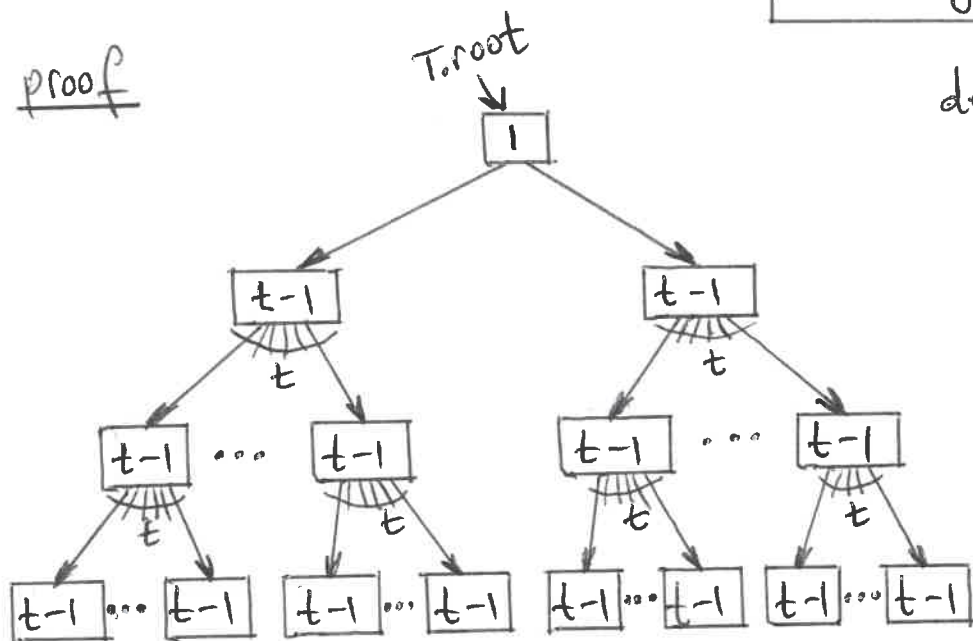 proof
T.root
1
t-1 t-1
t t
t-1 ... t-1 t-1 ... t-1
t t t t
t-1 ... t-1 t-1 ... t-1 t-1 ... t-1 t-1 ... t-1